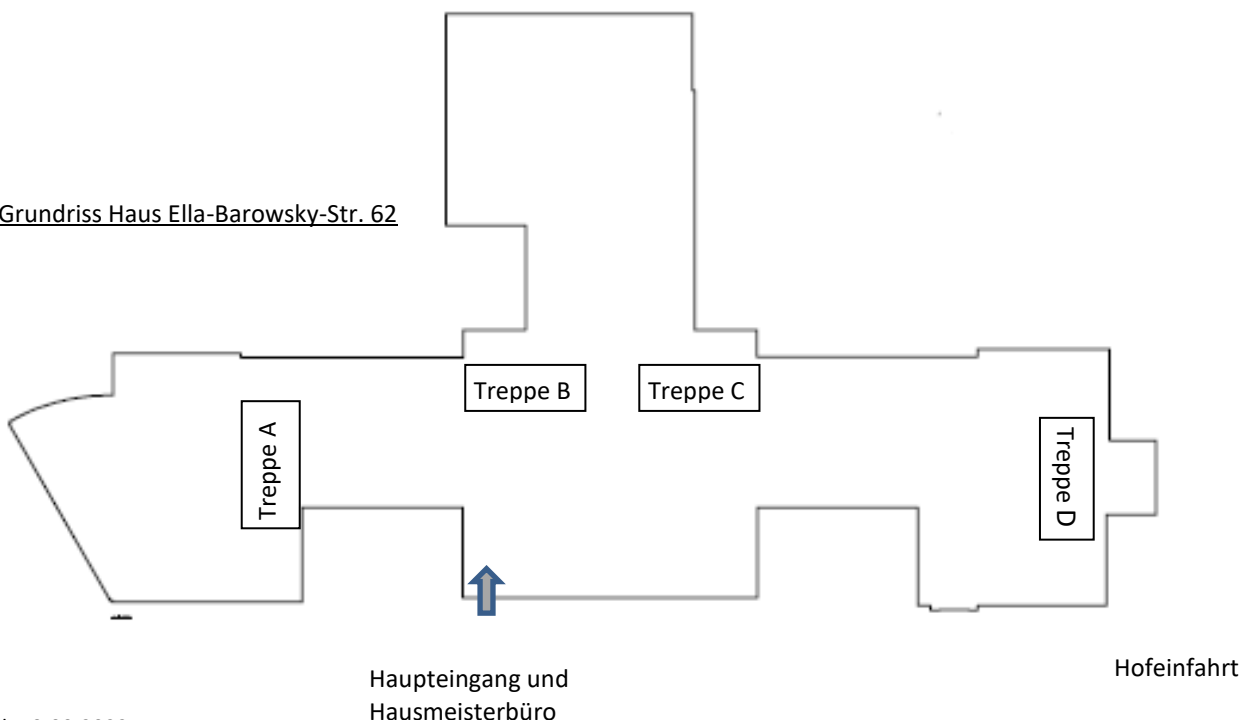 Grundriss Haus Ella-Barowsky-Str. 62
Treppe B
Treppe C
Treppe A
Treppe D
Haupteingang und
Hausmeisterbüro
Hofeinfahrt